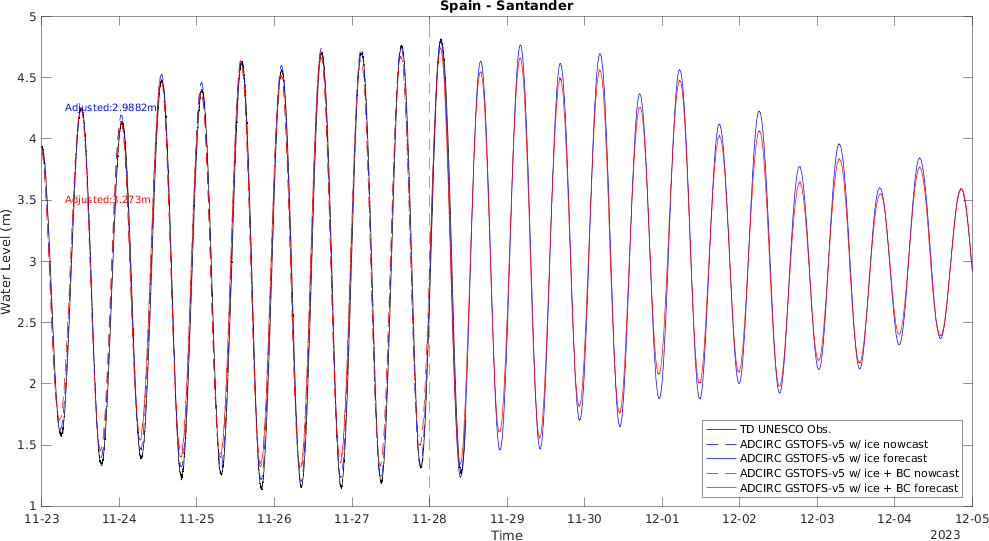 Spain - Santander
5
4.5
4
3.5
3
2.5
2
1.5
1
Water Level (m)
Adjusted:2.9882m
Adjusted:3.273m
TD UNESCO Obs.
ADCIRC GSTOFS-v5 w/ ice nowcast
ADCIRC GSTOFS-v5 w/ ice forecast
ADCIRC GSTOFS-v5 w/ ice + BC nowcast
ADCIRC GSTOFS-v5 w/ ice + BC forecast
11-23 11-24 11-25 11-26 11-27 11-28 11-29 11-30 12-01 12-02 12-03 12-04 12-05
Time
2023